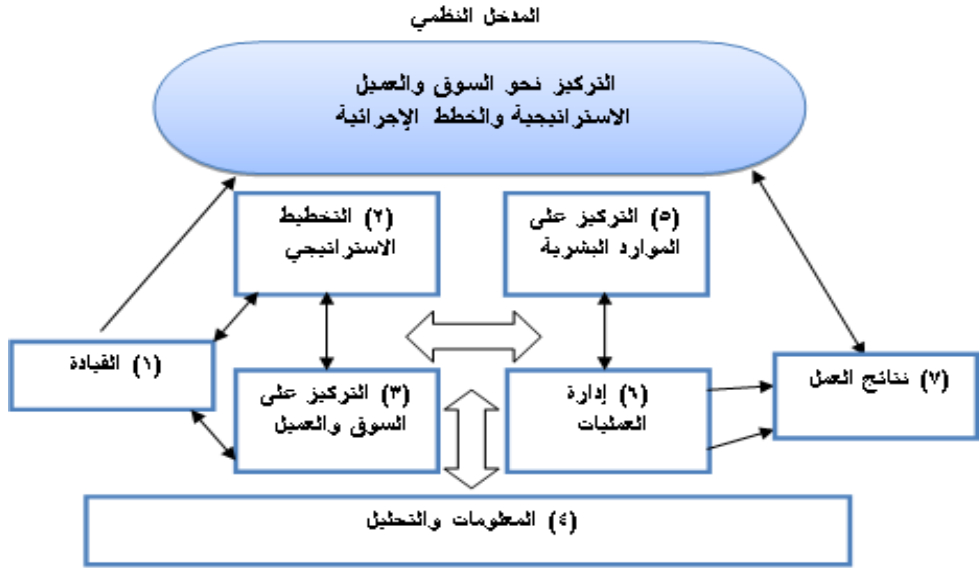 المدخل النظمي
التركيز نحو السوق والعميل
الاستراتيجية والخطط الإجرائية
(٢) التخطيط
الاستراتيجي
(٥) التركيز على
الموارد البشرية
(١) القيادة
(٣) التركيز على
السوق والعميل
(٦) إدارة
العمليات
(٧) نتائج العمل
(٤) المعلومات والتحليل